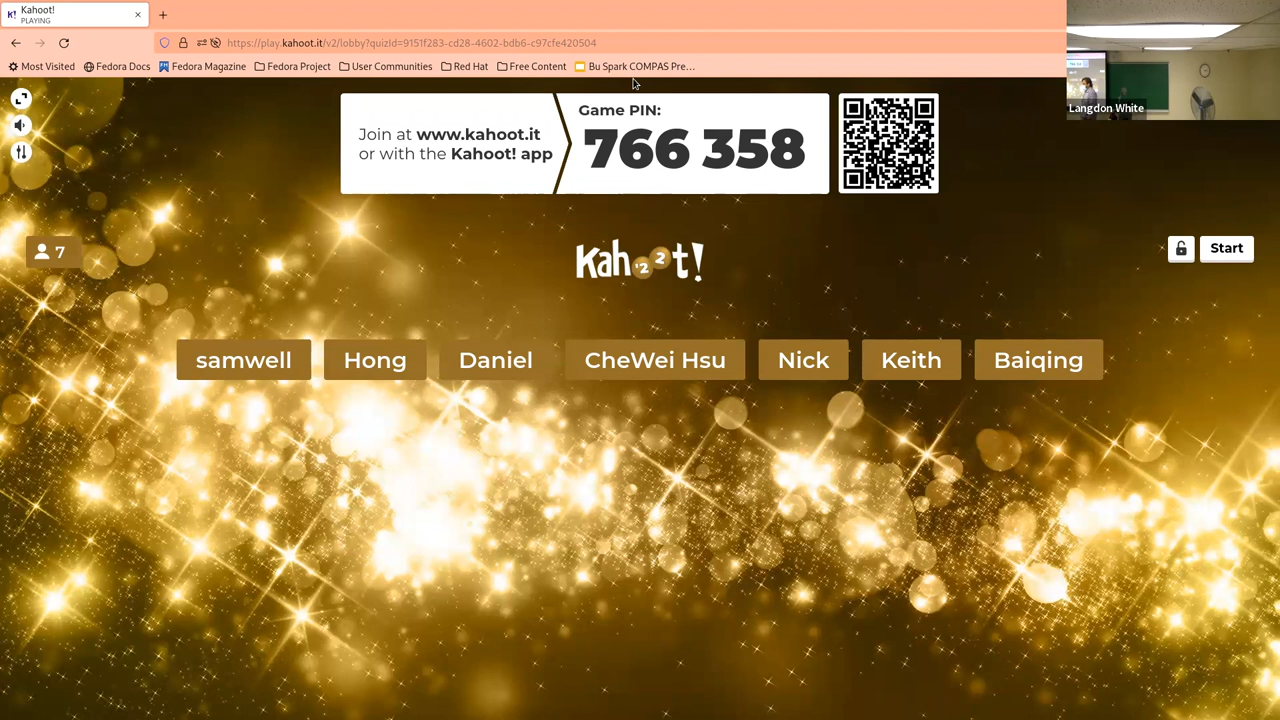 Kahoot!
PLAYING
https://play.kahoot.it/v2/lobby?quizId=9151f283-cd28-4602-bdb6-c97cfe420504
Most Visited Fedora Docs Fedora Magazine Fedora Project User Communities Red Hat Free Content Bu Spark COMPAS Pre…
Langdon White
Join at www.kahoot.it
or with the Kahoot! app
Game PIN:
766 358
7
Kah'22t!
Start
samwell Hong Daniel CheWei Hsu Nick Keith Baiqing